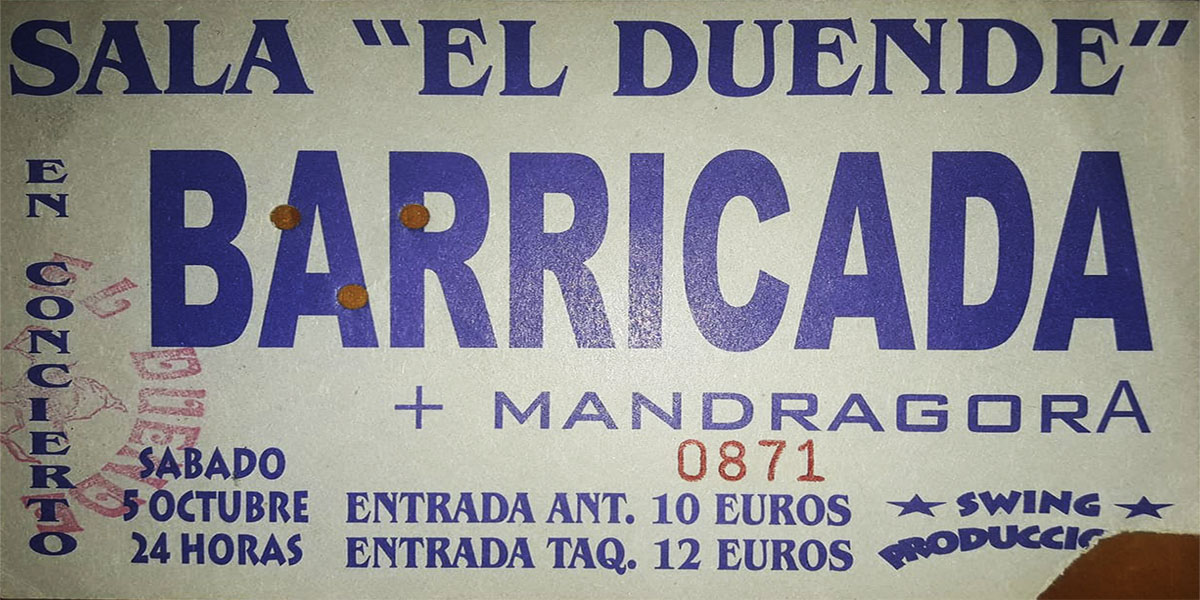 SALA "EL DUENDE"
EN CONCIERTO
BARRICADA
+ MANDRAGORA
0871
SABADO
5 OCTUBRE
24 HORAS
ENTRADA ANT. 10 EUROS
ENTRADA TAQ. 12 EUROS
SWING
DUENDE